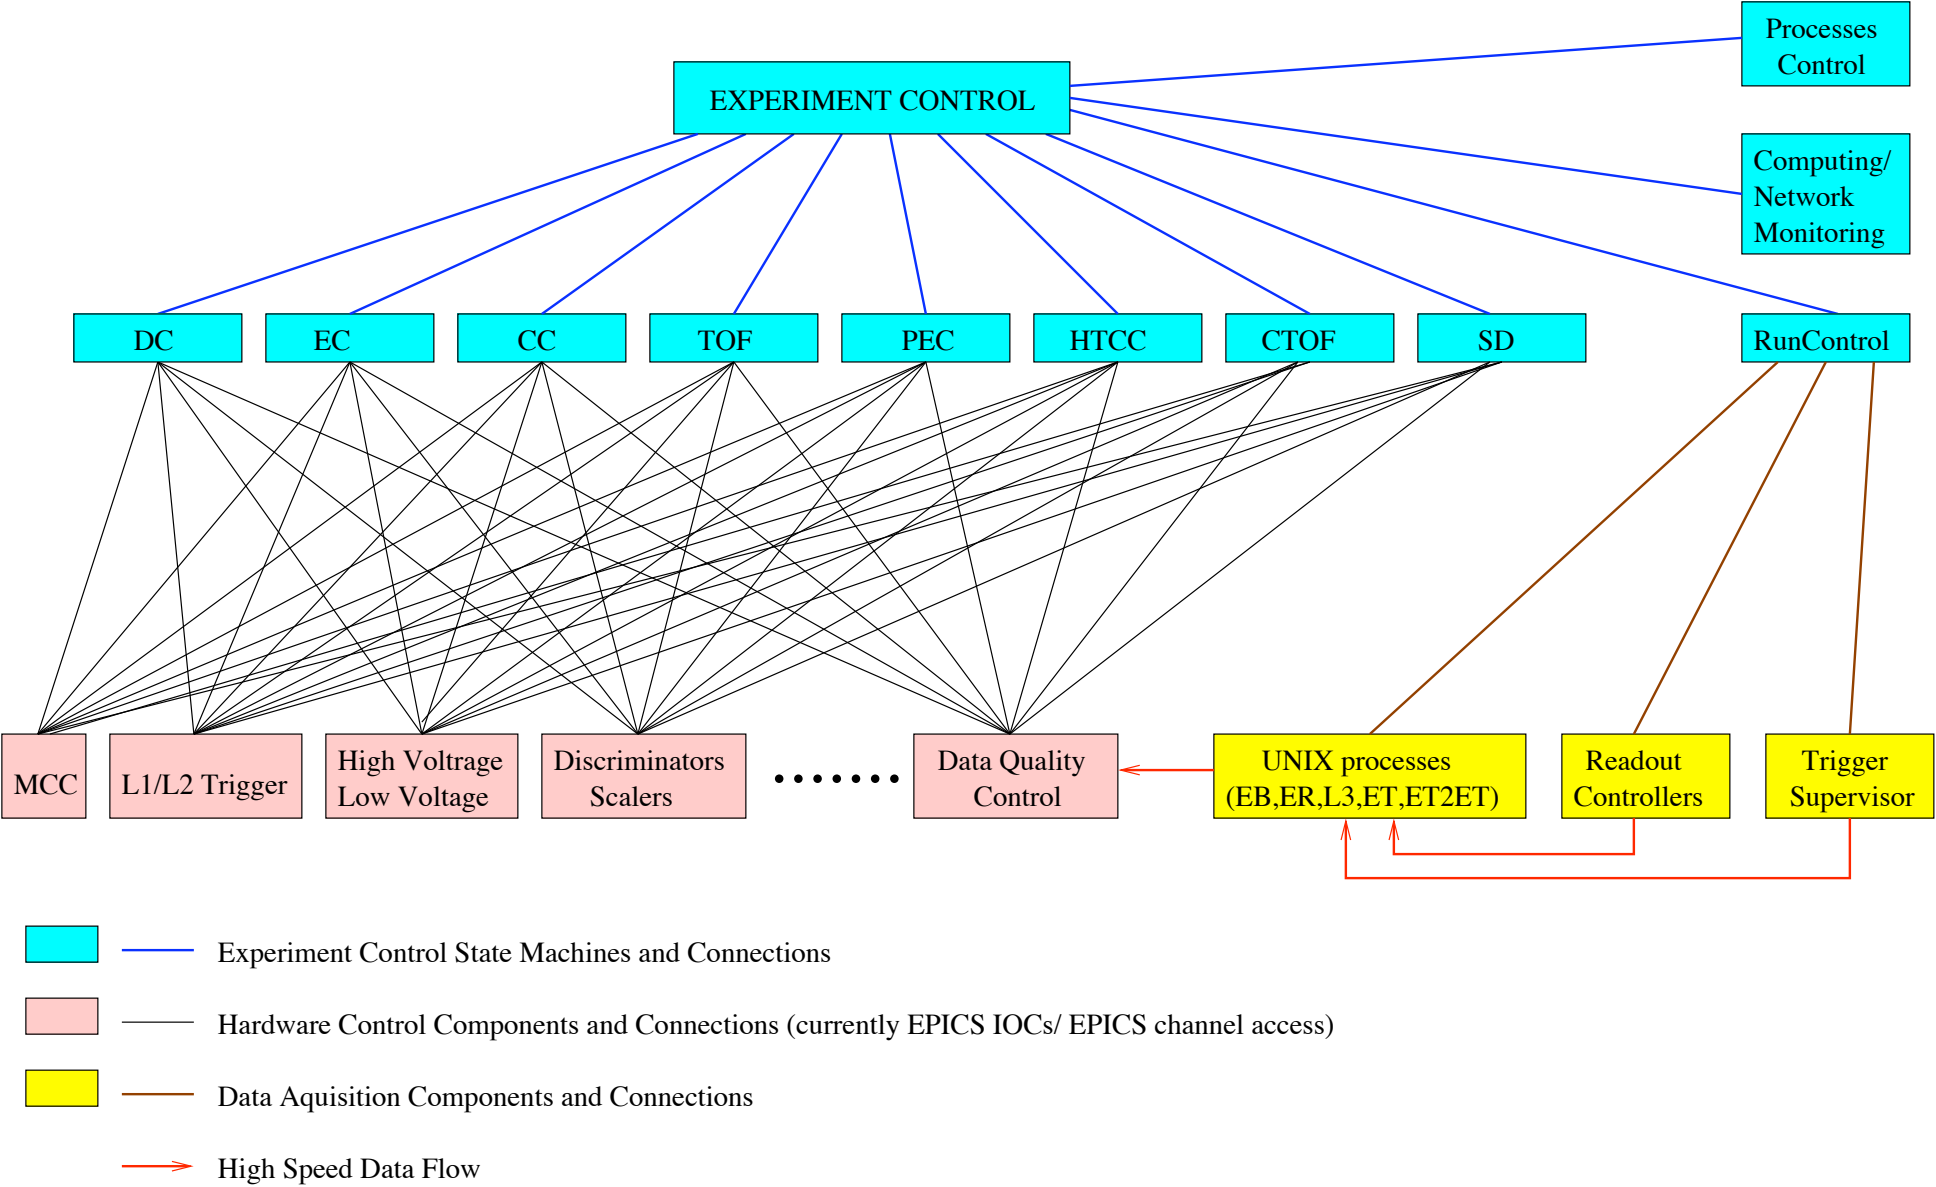 Processes
Control
EXPERIMENT CONTROL
Computing/
Network
Monitoring
DC
EC
CC
TOF
PEC
HTCC
CTOF
SD
RunControl
MCC
L1/L2 Trigger
High Voltrage
Low Voltage
Discriminators
Scalers
Data Quality
Control
UNIX processes
(EB,ER,L3,ET,ET2ET)
Readout
Controllers
Trigger
Supervisor
Experiment Control State Machines and Connections
Hardware Control Components and Connections (currently EPICS IOCs/ EPICS channel access)
Data Aquisition Components and Connections
High Speed Data Flow